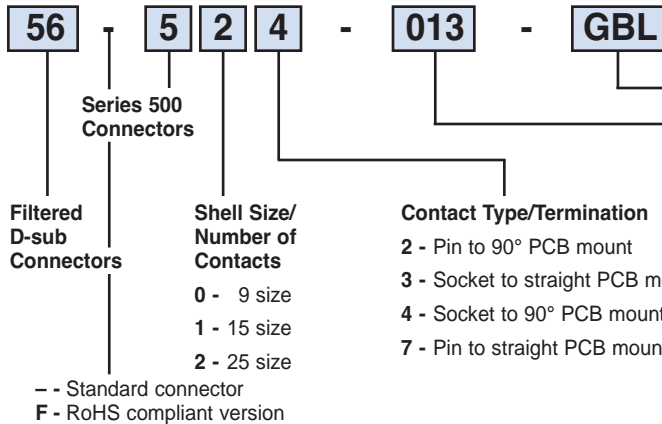 56 - 5 2 4 - 013 - GBL
Series 500
Connectors
Filtered
D-sub
Connectors
Shell Size/
Number of
Contacts
0 - 9 size
1 - 15 size
2 - 25 size
Contact Type/Termination
2 - Pin to 90° PCB mount
3 - Socket to straight PCB
4 - Socket to 90° PCB mount
7 - Pin to straight PCB
– - Standard connector
F - RoHS compliant version